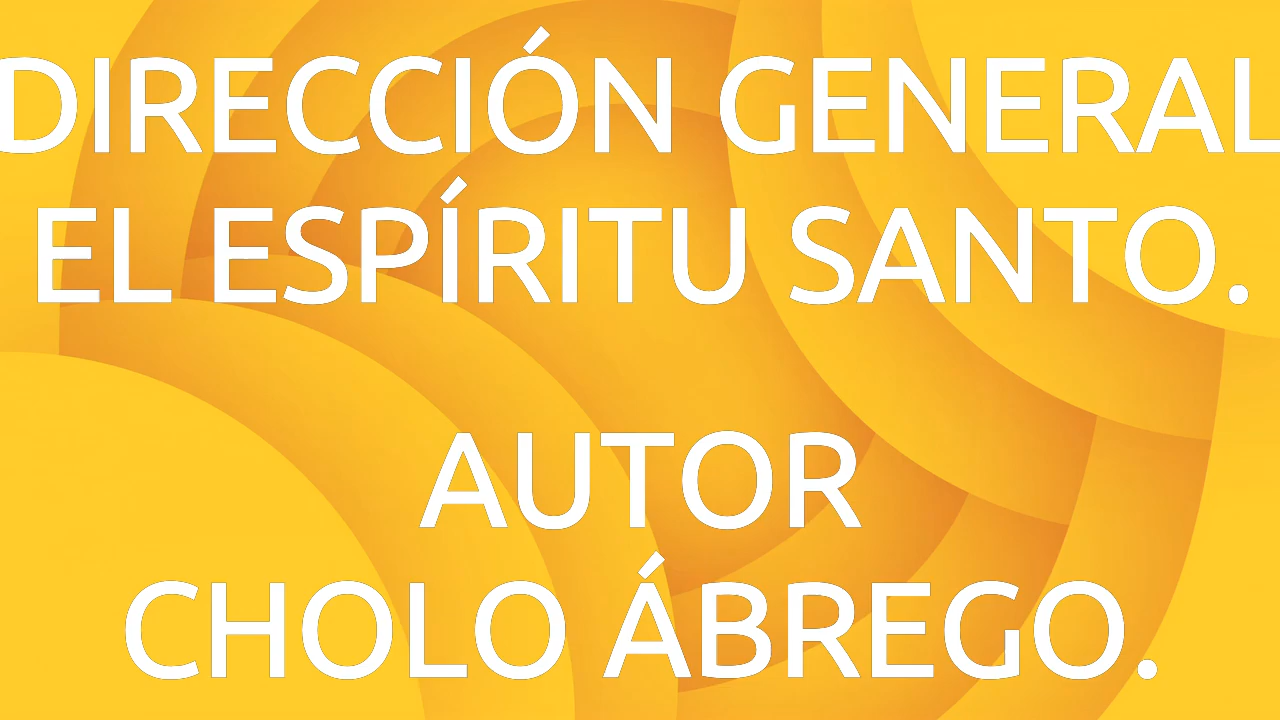 DIRECCIÓN GENERAL
EL ESPÍRITU SANTO.
AUTOR
CHOLO ÁBREGO.